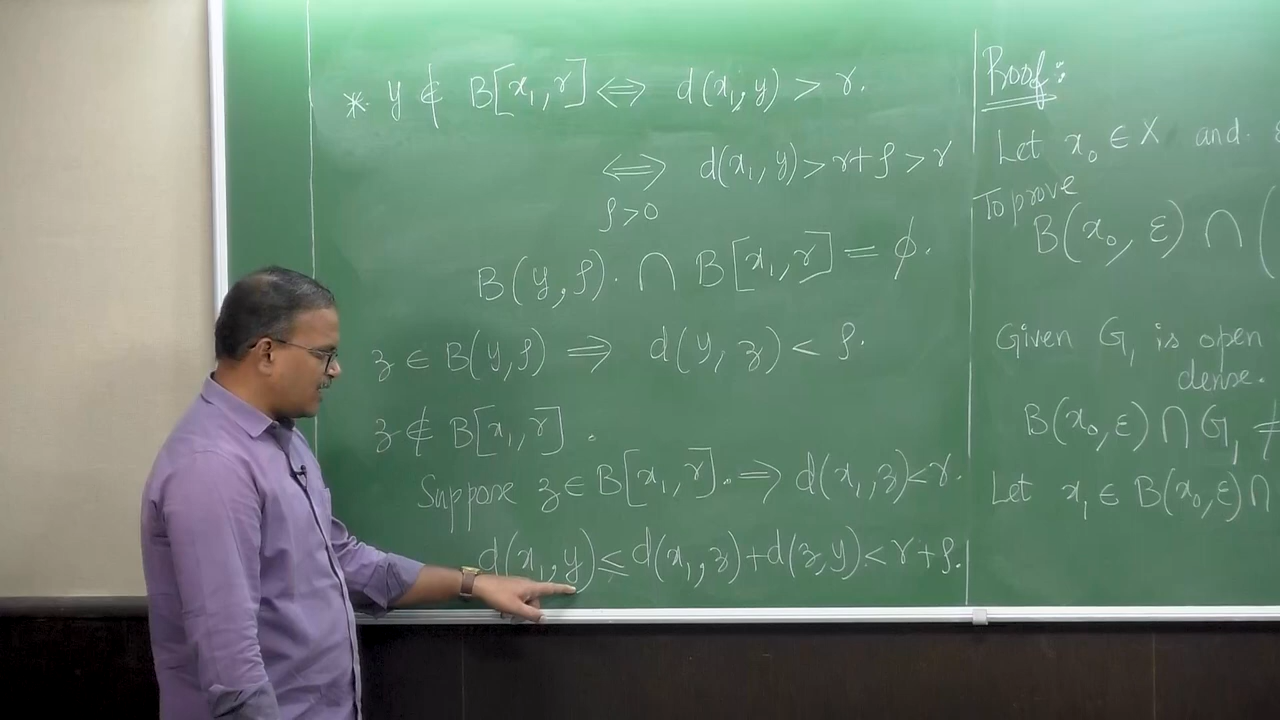 * y ∉ B[x₁, r] ⟺ d(x₁, y) > r.
⟺ d(x₁, y) > r + ρ > r
ρ > 0
B(y, ρ) ∩ B[x₁, r] = ϕ.
z ∈ B(y, ρ) ⟹ d(y, z) < ρ.
z ∉ B[x₁, r].
Suppose z ∈ B[x₁, r]. ⟹ d(x₁, z) < r.
d(x₁, y) ≤ d(x₁, z) + d(z, y) < r + ρ.
Proof:
Let x₀ ∈ X and
To prove
B(x₀, ε) ∩ (
Given G₁ is open
dense.
B(x₀, ε) ∩ G₁ ≠
Let x₁ ∈ B(x₀, ε) ∩